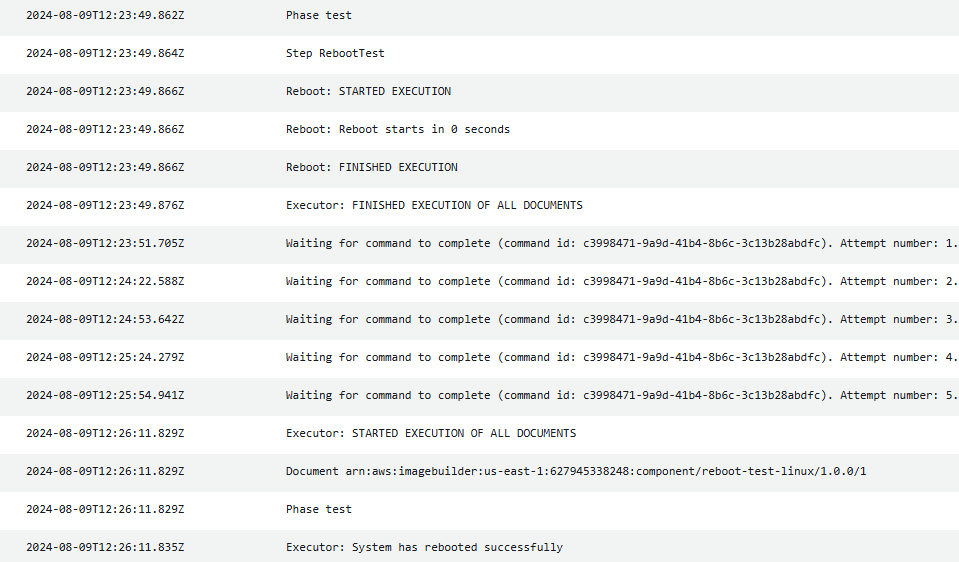 2024-08-09T12:23:49.862Z Phase test
2024-08-09T12:23:49.864Z Step RebootTest
2024-08-09T12:23:49.866Z Reboot: STARTED EXECUTION
2024-08-09T12:23:49.866Z Reboot: Reboot starts in 0 seconds
2024-08-09T12:23:49.866Z Reboot: FINISHED EXECUTION
2024-08-09T12:23:49.876Z Executor: FINISHED EXECUTION OF ALL DOCUMENTS
2024-08-09T12:23:51.705Z Waiting for command to complete (command id: c3998471-9a9d-41b4-8b6c-3c13b28abdfc). Attempt number: 1.
2024-08-09T12:24:22.588Z Waiting for command to complete (command id: c3998471-9a9d-41b4-8b6c-3c13b28abdfc). Attempt number: 2.
2024-08-09T12:24:53.642Z Waiting for command to complete (command id: c3998471-9a9d-41b4-8b6c-3c13b28abdfc). Attempt number: 3.
2024-08-09T12:25:24.279Z Waiting for command to complete (command id: c3998471-9a9d-41b4-8b6c-3c13b28abdfc). Attempt number: 4.
2024-08-09T12:25:54.941Z Waiting for command to complete (command id: c3998471-9a9d-41b4-8b6c-3c13b28abdfc). Attempt number: 5.
2024-08-09T12:26:11.829Z Executor: STARTED EXECUTION OF ALL DOCUMENTS
2024-08-09T12:26:11.829Z Document arn:aws:imagebuilder:us-east-1:627945338248:component/reboot-test-linux/1.0.0/1
2024-08-09T12:26:11.829Z Phase test
2024-08-09T12:26:11.835Z Executor: System has rebooted successfully